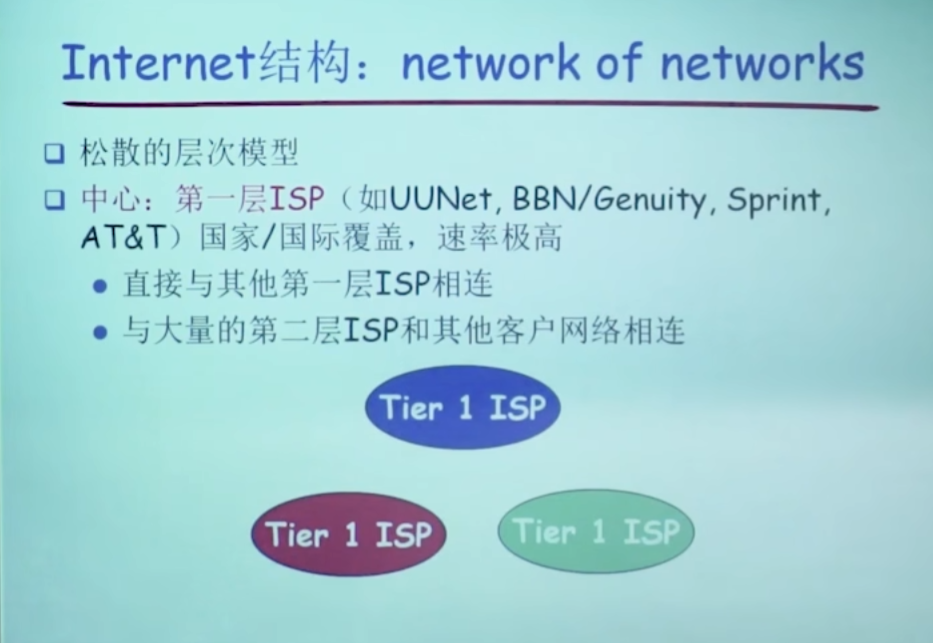 Internet结构：network of networks
松散的层次模型
中心：第一层ISP（如UUNet, BBN/Genuity, Sprint,
AT&T）国家/国际覆盖，速率极高
直接与其他第一层ISP相连
与大量的第二层ISP和其他客户网络相连
Tier 1 ISP
Tier 1 ISP
Tier 1 ISP